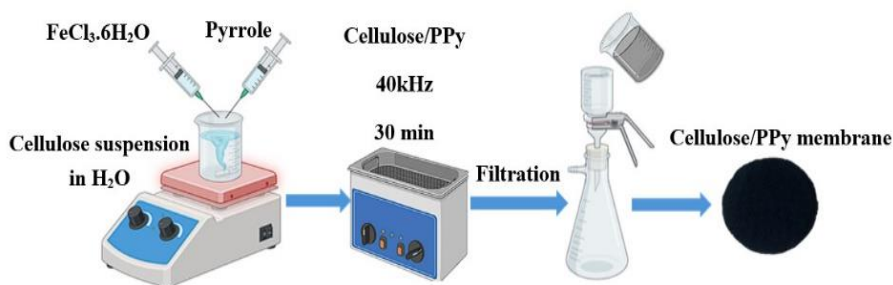 FeCl₃.6H₂O
Pyrrole
Cellulose suspension
in H₂O
Cellulose/PPy
40kHz
30 min
Filtration
Cellulose/PPy membrane